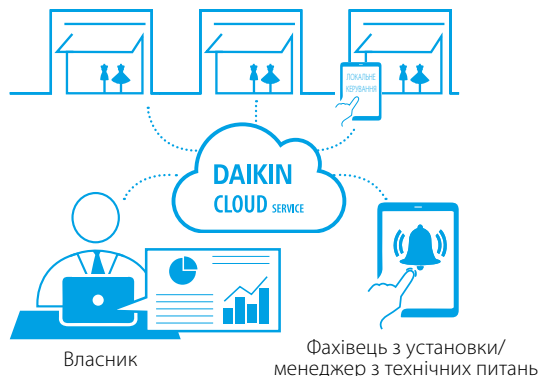 ЛОКАЛЬНЕ
КЕРУВАННЯ
DAIKIN
CLOUD SERVICE
Власник
Фахівець з установки/
менеджер з технічних питань